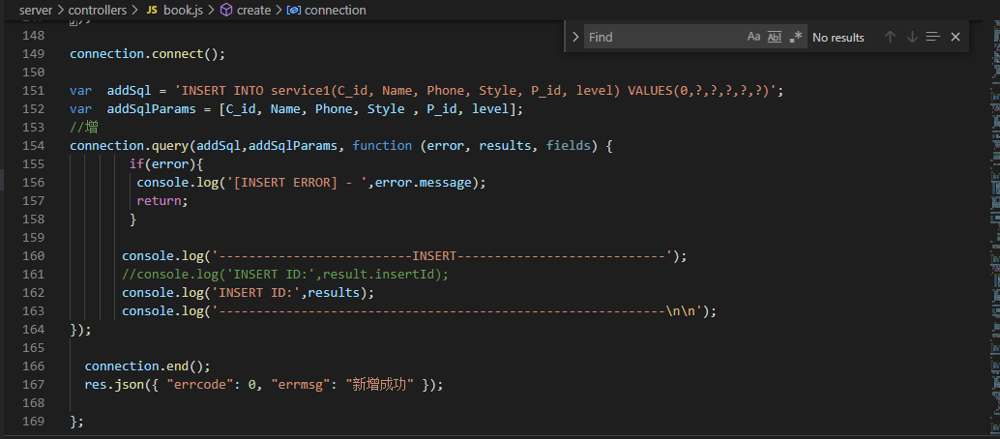 server > controllers > JS book.js > create > connection
Find Aa Abl .* No results
148
149 connection.connect();
150
151 var  addSql = 'INSERT INTO service1(C_id, Name, Phone, Style, P_id, level) VALUES(0,?,?,?,?,?)';
152 var  addSqlParams = [C_id, Name, Phone, Style , P_id, level];
153 //增
154 connection.query(addSql,addSqlParams, function (error, results, fields) {
155 if(error){
156 console.log('[INSERT ERROR] - ',error.message);
157 return;
158 }
159
160 console.log('--------------------------INSERT----------------------------');
161 //console.log('INSERT ID:',result.insertId);
162 console.log('INSERT ID:',results);
163 console.log('------------------------------------------------------------\n\n');
164 });
165
166 connection.end();
167 res.json({ "errcode": 0, "errmsg": "新增成功" });
168
169 };